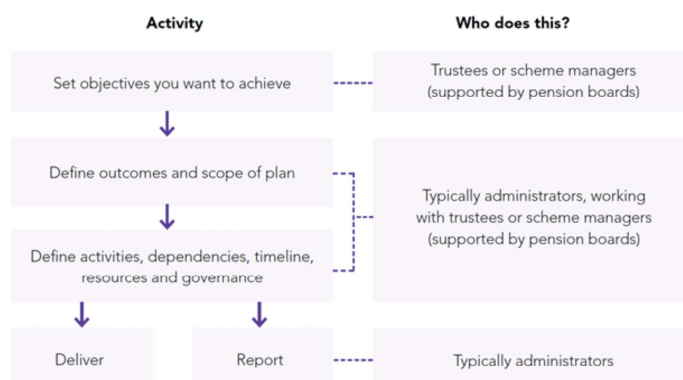 Activity
Who does this?
Set objectives you want to achieve
Trustees or scheme managers
(supported by pension boards)
Define outcomes and scope of plan
Typically administrators, working
with trustees or scheme managers
(supported by pension boards)
Define activities, dependencies, timeline,
resources and governance
Deliver
Report
Typically administrators